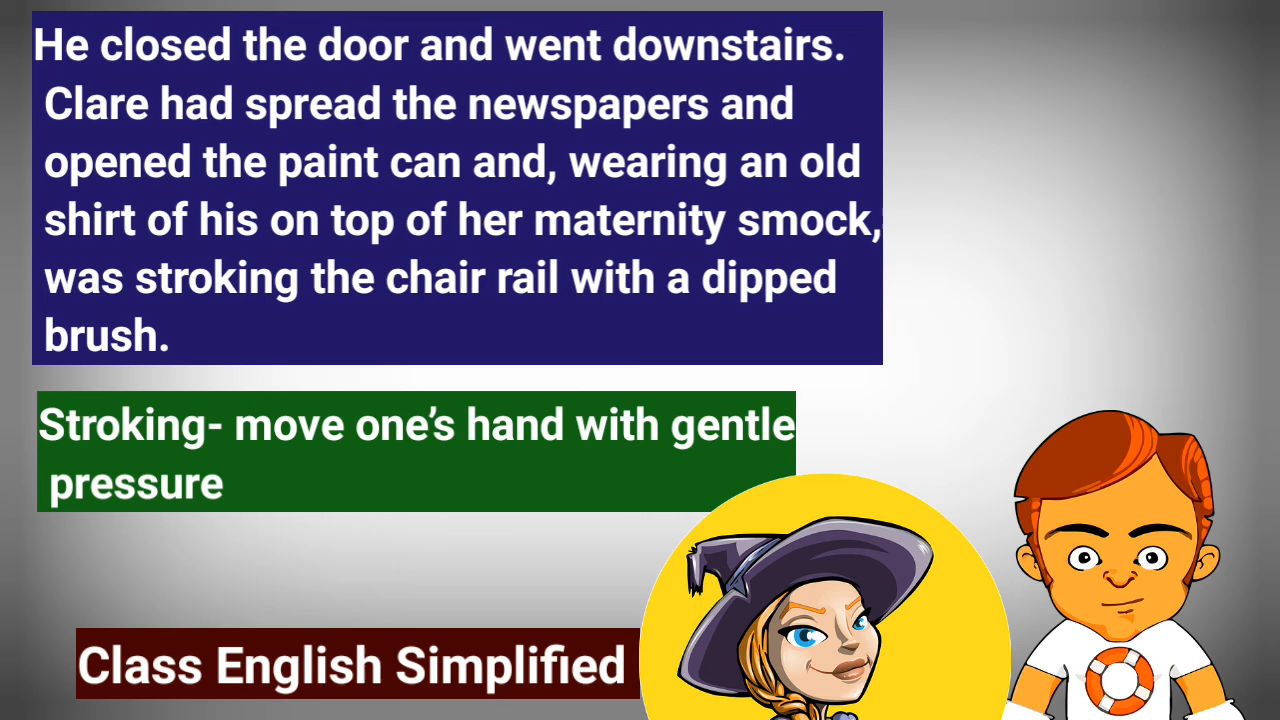 He closed the door and went downstairs.
Clare had spread the newspapers and
opened the paint can and, wearing an old
shirt of his on top of her maternity smock,
was stroking the chair rail with a dipped
brush.
Stroking- move one’s hand with gentle
pressure
Class English Simplified